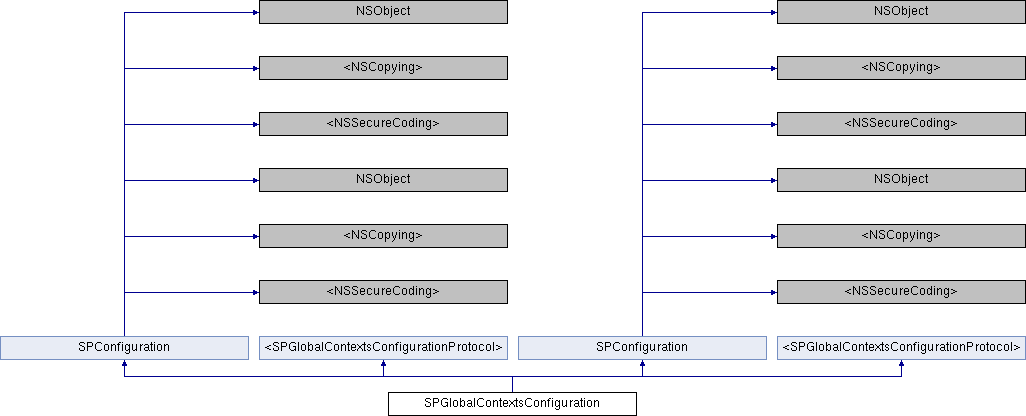 NSObject NSObject
<NSCopying> <NSCopying>
<NSSecureCoding> <NSSecureCoding>
NSObject NSObject
<NSCopying> <NSCopying>
<NSSecureCoding> <NSSecureCoding>
SPConfiguration <SPGlobalContextsConfigurationProtocol> SPConfiguration <SPGlobalContextsConfigurationProtocol>
SPGlobalContextsConfiguration